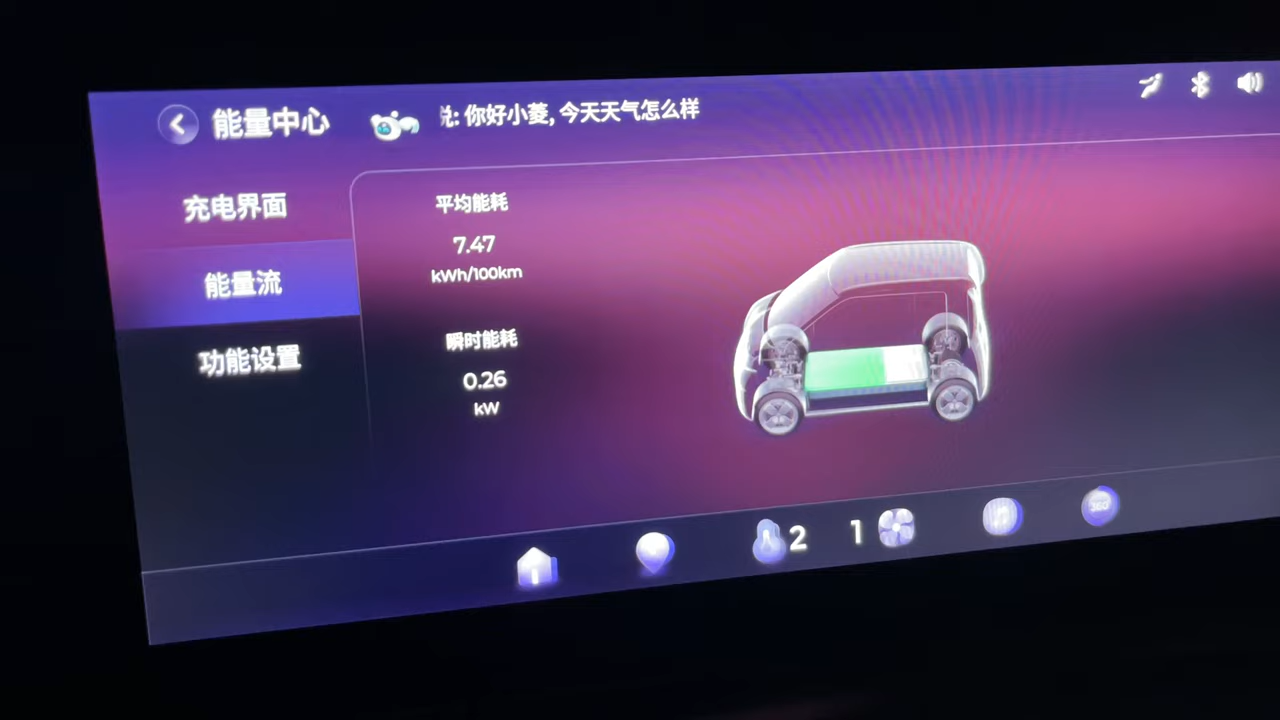 能量中心
说: 你好小菱, 今天天气怎么样
充电界面
能量流
功能设置
平均能耗
7.47
kWh/100km
瞬时能耗
0.26
kW
2
1
360